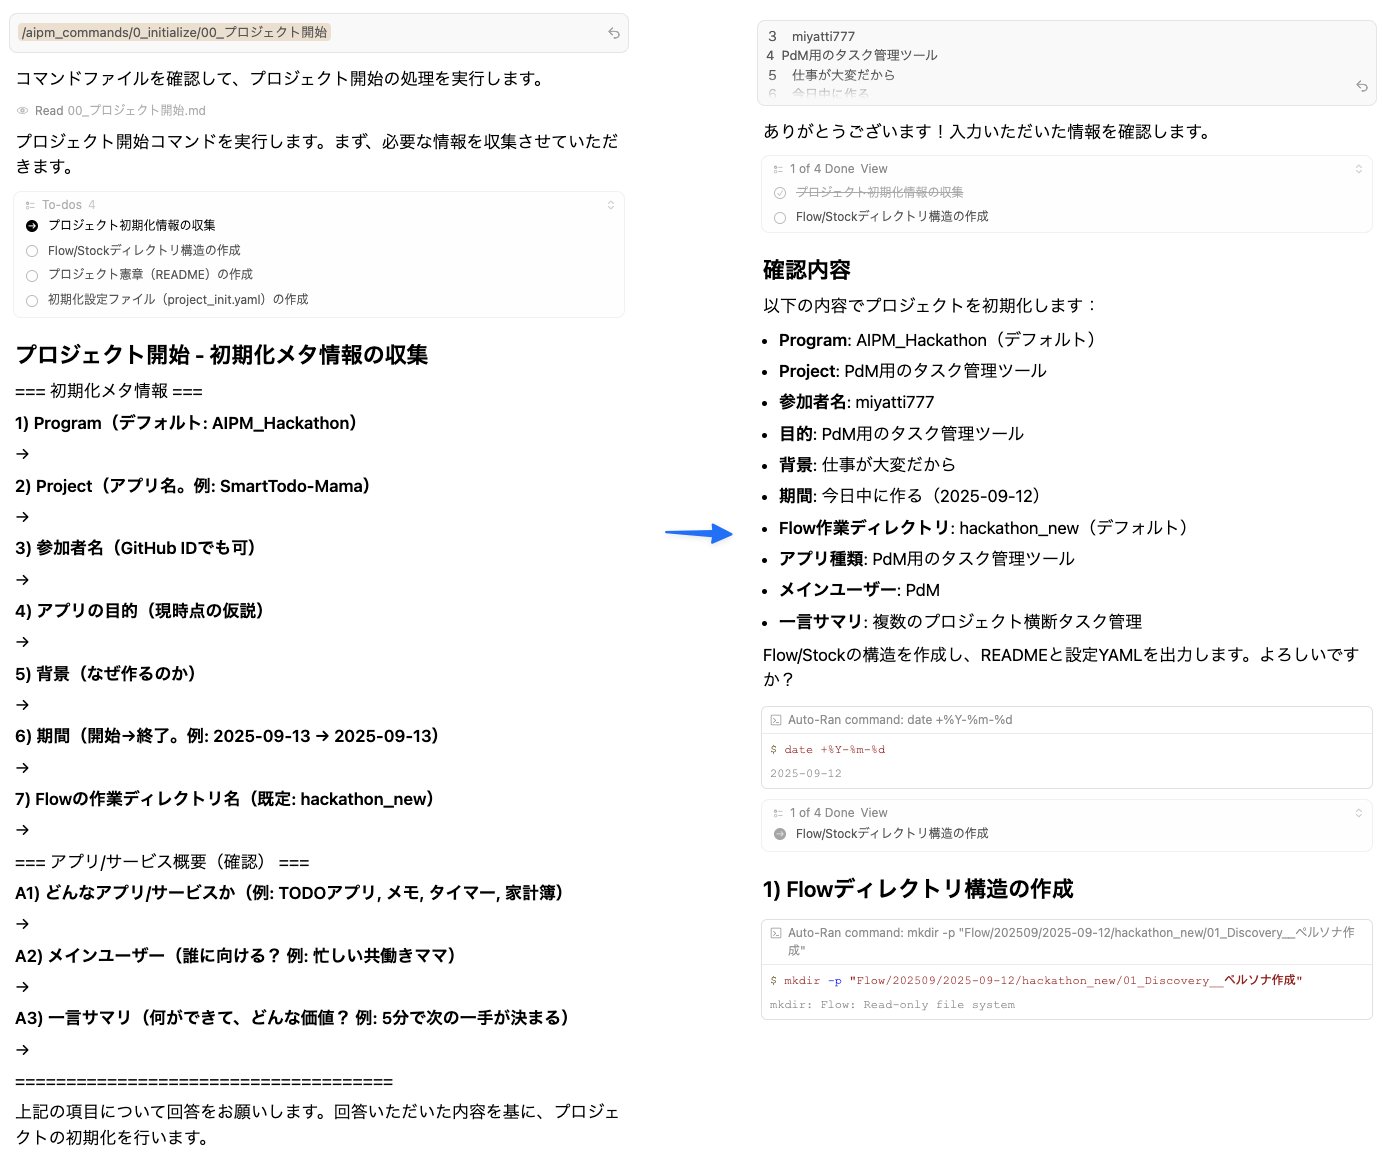 /aipm_commands/0_initialize/00_プロジェクト開始
コマンドファイルを確認して、プロジェクト開始の処理を実行します。
Read 00_プロジェクト開始.md
プロジェクト開始コマンドを実行します。まず、必要な情報を収集させていただ
きます。
To-dos 4
プロジェクト初期化情報の収集
Flow/Stockディレクトリ構造の作成
プロジェクト憲章（README）の作成
初期化設定ファイル（project_init.yaml）の作成
プロジェクト開始 - 初期化メタ情報の収集
=== 初期化メタ情報 ===
1) Program（デフォルト: AIPM_Hackathon）
→
2) Project（アプリ名。例: SmartTodo-Mama）
→
3) 参加者名（GitHub IDでも可）
→
4) アプリの目的（現時点の仮説）
→
5) 背景（なぜ作るのか）
→
6) 期間（開始→終了。例: 2025-09-13 → 2025-09-13）
→
7) Flowの作業ディレクトリ名（既定: hackathon_new）
→
=== アプリ/サービス概要（確認） ===
A1) どんなアプリ/サービスか（例: TODOアプリ, メモ, タイマー, 家計簿）
→
A2) メインユーザー（誰に向ける？ 例: 忙しい共働きママ）
→
A3) 一言サマリ（何ができて、どんな価値？ 例: 5分で次の一手が決まる）
→
=====================================
上記の項目について回答をお願いします。回答いただいた内容を基に、プロジェ
クトの初期化を行います。
3 miyatti777
4 PdM用のタスク管理ツール
5 仕事が大変だから
6 今日中に作る
ありがとうございます！入力いただいた情報を確認します。
1 of 4 Done View
プロジェクト初期化情報の収集
Flow/Stockディレクトリ構造の作成
確認内容
以下の内容でプロジェクトを初期化します：
• Program: AIPM_Hackathon（デフォルト）
• Project: PdM用のタスク管理ツール
• 参加者名: miyatti777
• 目的: PdM用のタスク管理ツール
• 背景: 仕事が大変だから
• 期間: 今日中に作る（2025-09-12）
• Flow作業ディレクトリ: hackathon_new（デフォルト）
• アプリ種類: PdM用のタスク管理ツール
• メインユーザー: PdM
• 一言サマリ: 複数のプロジェクト横断タスク管理
Flow/Stockの構造を作成し、READMEと設定YAMLを出力します。よろしいです
か？
Auto-Ran command: date +%Y-%m-%d
$ date +%Y-%m-%d
2025-09-12
1 of 4 Done View
Flow/Stockディレクトリ構造の作成
1) Flowディレクトリ構造の作成
Auto-Ran command: mkdir -p "Flow/202509/2025-09-12/hackathon_new/01_Discovery__ペルソナ作
成"
$ mkdir -p "Flow/202509/2025-09-12/hackathon_new/01_Discovery__ペルソナ作成"
mkdir: Flow: Read-only file system